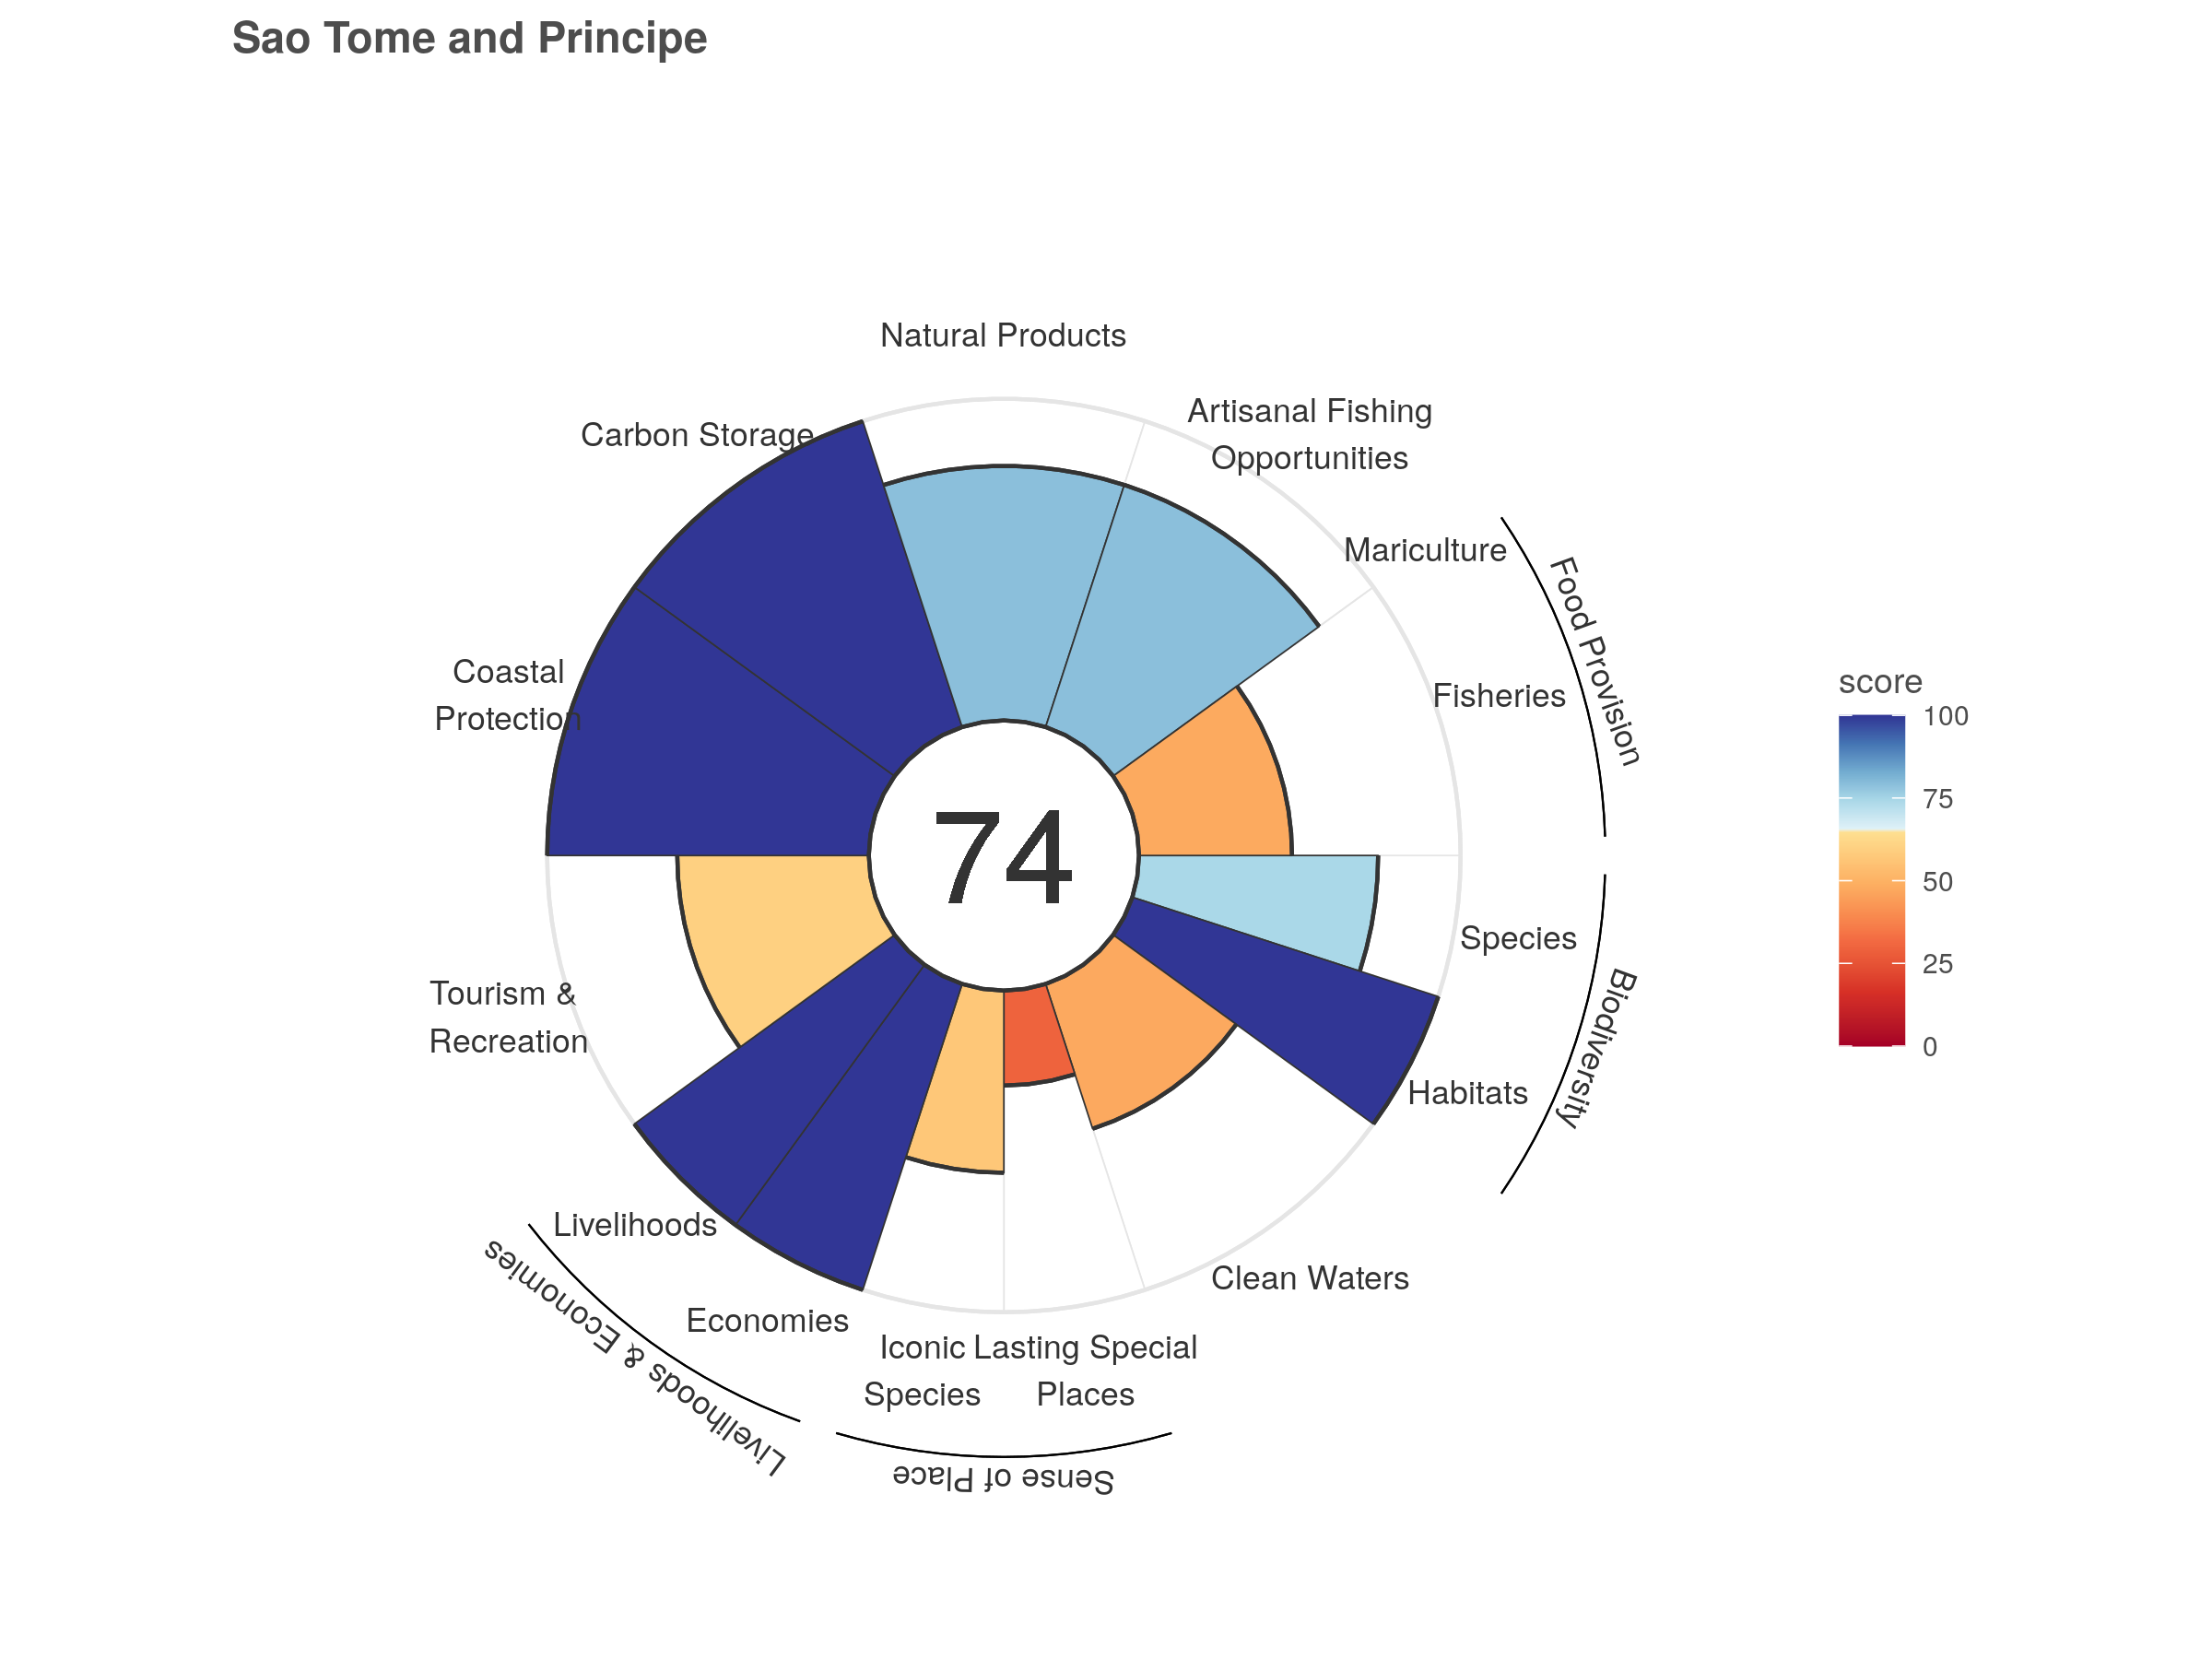 Sao Tome and Principe
Natural Products
Artisanal Fishing
Opportunities
Carbon Storage
Mariculture
Food Provision
Fisheries
Coastal
Protection
score
100
75
50
25
0
74
Species
Biodiversity
Habitats
Tourism &
Recreation
Livelihoods
Economies
Livelihoods & Economies
Clean Waters
Iconic
Species
Lasting Special
Places
Sense of Place